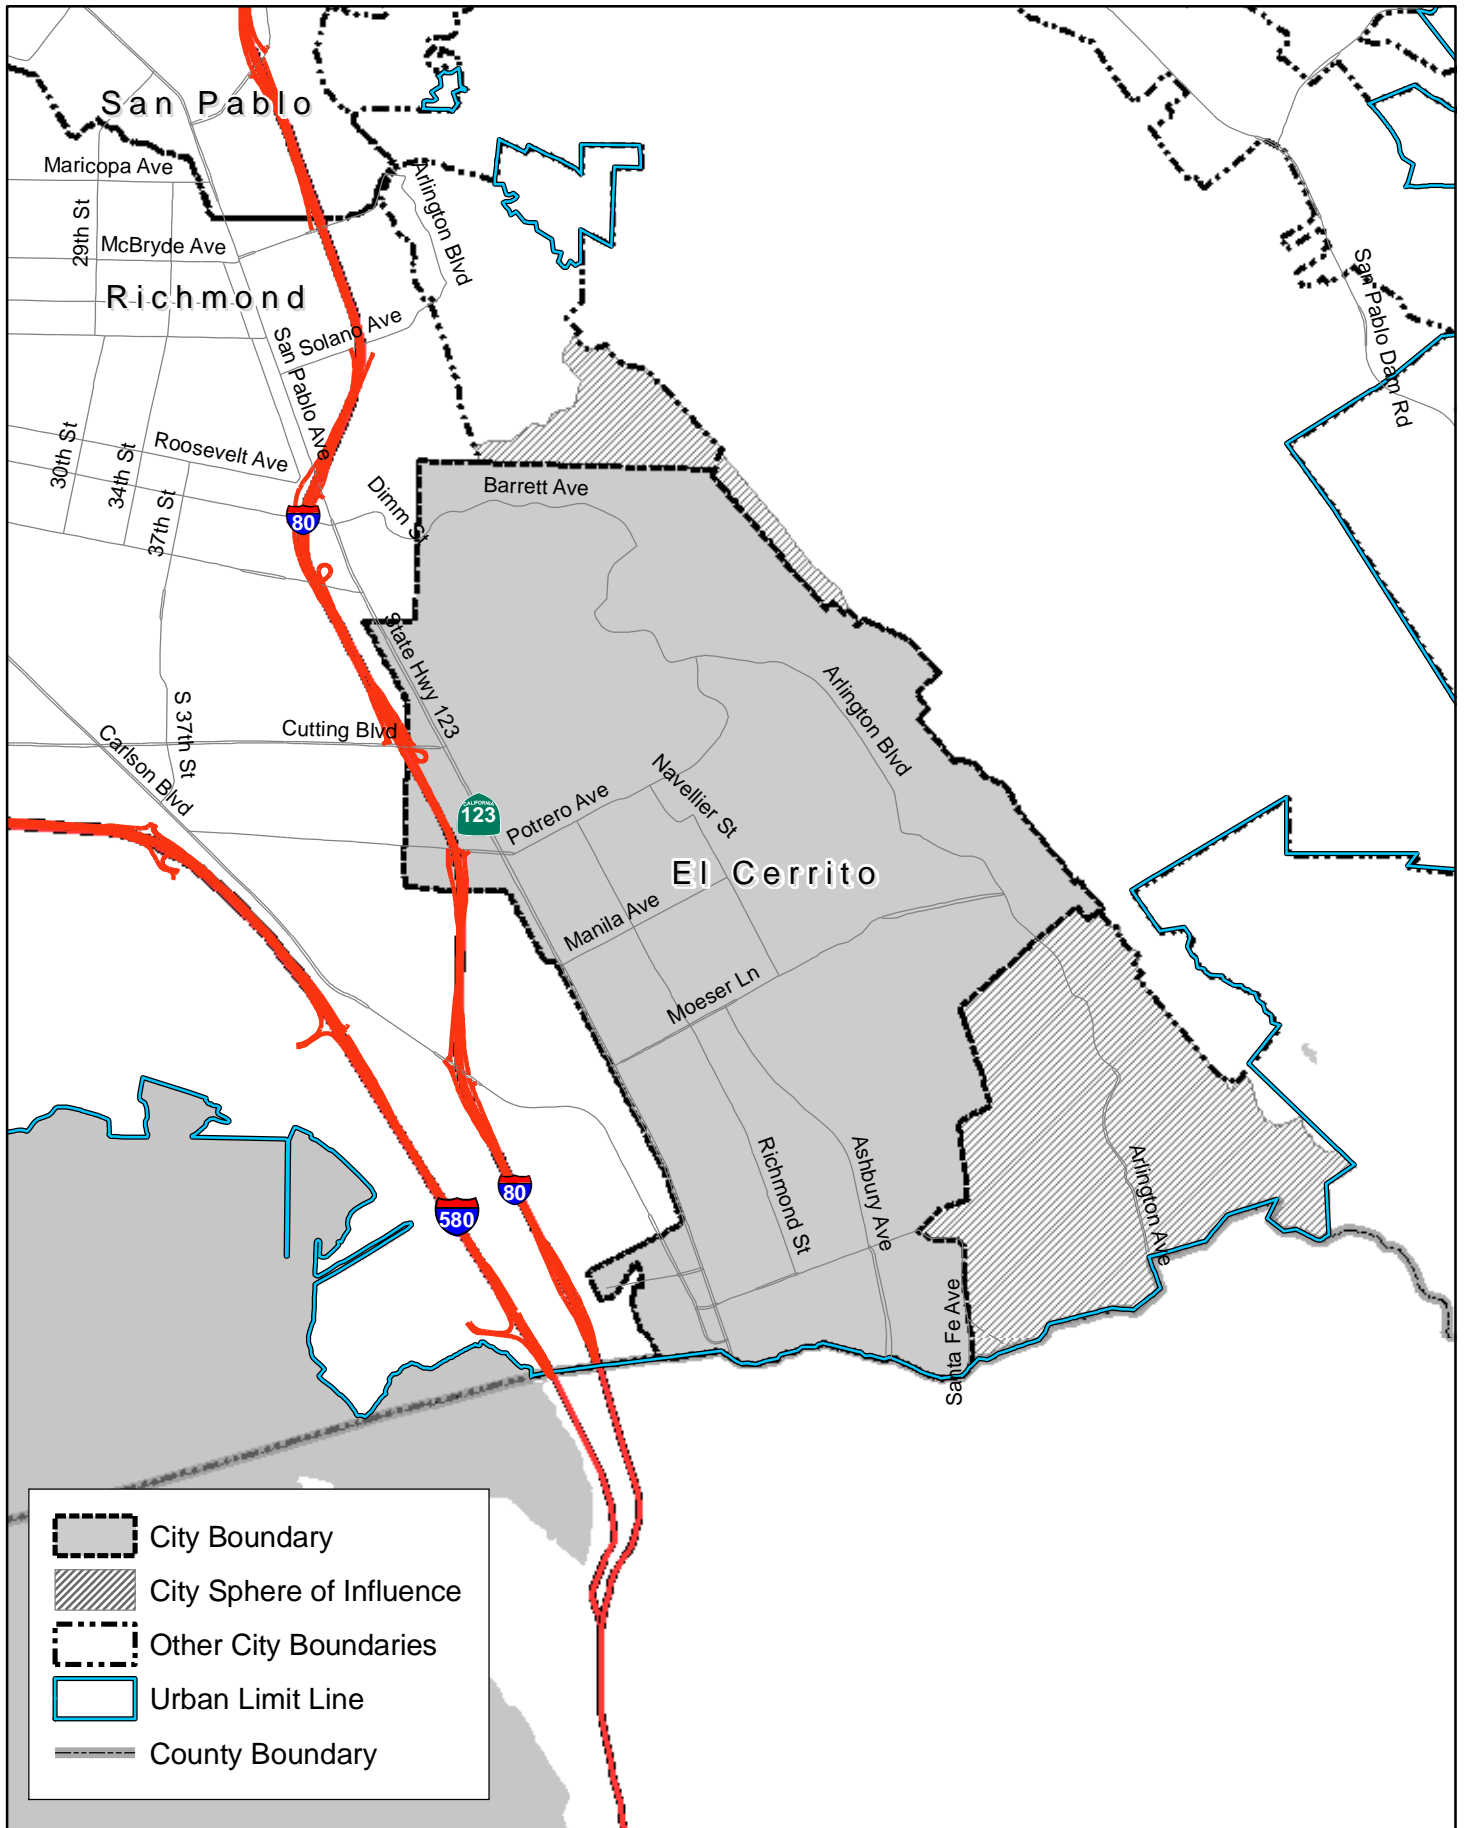 San Pablo
Maricopa Ave
29th St
McBryde Ave
Arlington Blvd
Richmond
Solano Ave
San Pablo Ave
San Pablo Dam Rd
Roosevelt Ave
30th St
34th St
37th St
Dimm St
Barrett Ave
80
State Hwy 123
S 37th St
Cutting Blvd
Carlson Blvd
Arlington Blvd
Navellier St
CALIFORNIA
123
Potrero Ave
El Cerrito
Manila Ave
Moeser Ln
Richmond St
Ashbury Ave
Arlington Ave
80
580
Santa Fe Ave
City Boundary
City Sphere of Influence
Other City Boundaries
Urban Limit Line
County Boundary